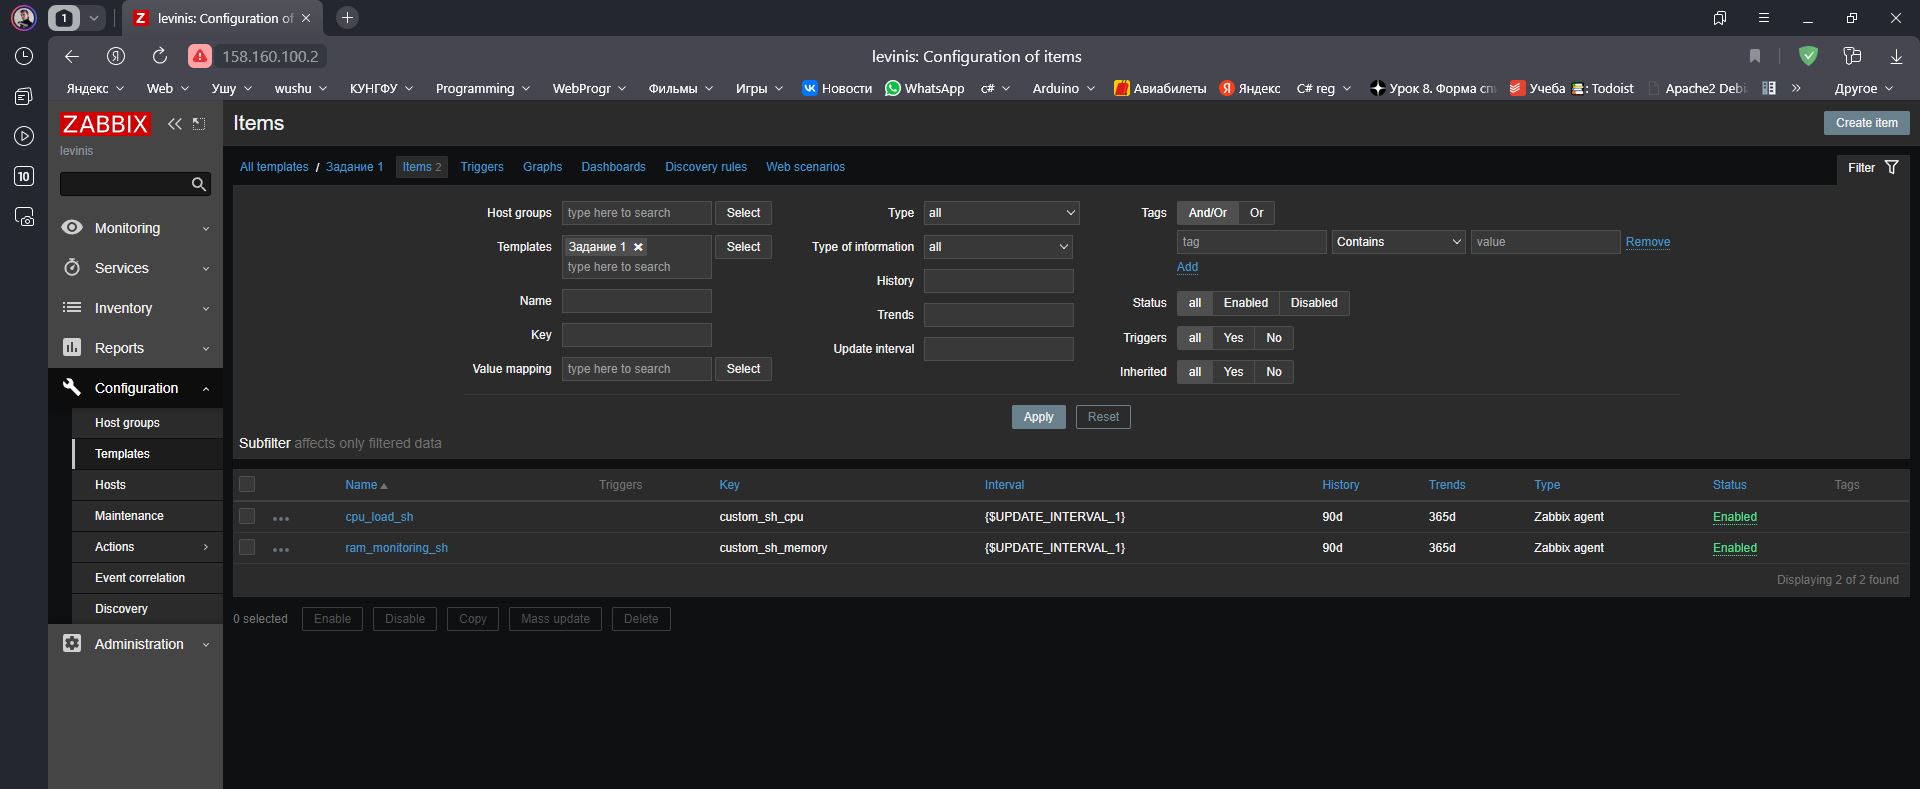 1
levinis: Configuration of
158.160.100.2
levinis: Configuration of items
Яндекс Web Ушу wushu КУНГФУ Programming WebProgr Фильмы Игры Новости WhatsApp c# Arduino Авиабилеты Яндекс C# reg Урок 8. Форма сп Учеба : Todoist Apache2 Debi » Другое
10
ZABBIX
levinis
Monitoring
Services
Inventory
Reports
Configuration
Host groups
Templates
Hosts
Maintenance
Actions
Event correlation
Discovery
Administration
Items
Create item
All templates / Задание 1 Items 2 Triggers Graphs Dashboards Discovery rules Web scenarios
Filter
Host groups type here to search Select
Templates Задание 1 Select
type here to search
Name
Key
Value mapping type here to search Select
Type all
Type of information all
History
Trends
Update interval
Tags And/Or Or
tag Contains value Remove
Add
Status all Enabled Disabled
Triggers all Yes No
Inherited all Yes No
Apply Reset
Subfilter affects only filtered data
Name Triggers Key Interval History Trends Type Status Tags
cpu_load_sh custom_sh_cpu {$UPDATE_INTERVAL_1} 90d 365d Zabbix agent Enabled
ram_monitoring_sh custom_sh_memory {$UPDATE_INTERVAL_1} 90d 365d Zabbix agent Enabled
Displaying 2 of 2 found
0 selected Enable Disable Copy Mass update Delete